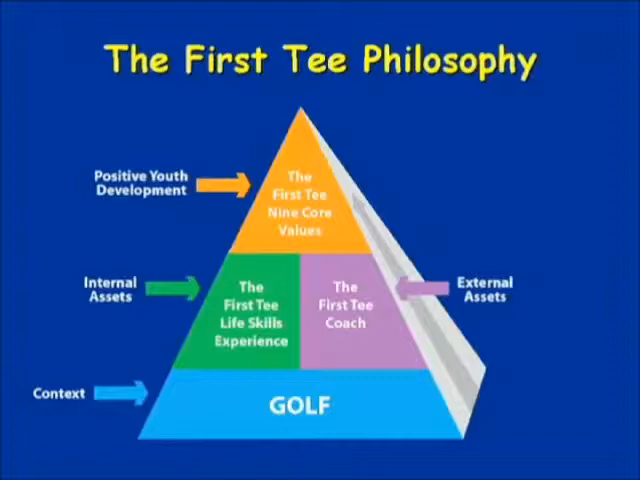 The First Tee Philosophy
Positive Youth
Development
The
First Tee
Nine Core
Values
Internal
Assets
The
First Tee
Life Skills
Experience
The
First Tee
Coach
External
Assets
Context
GOLF